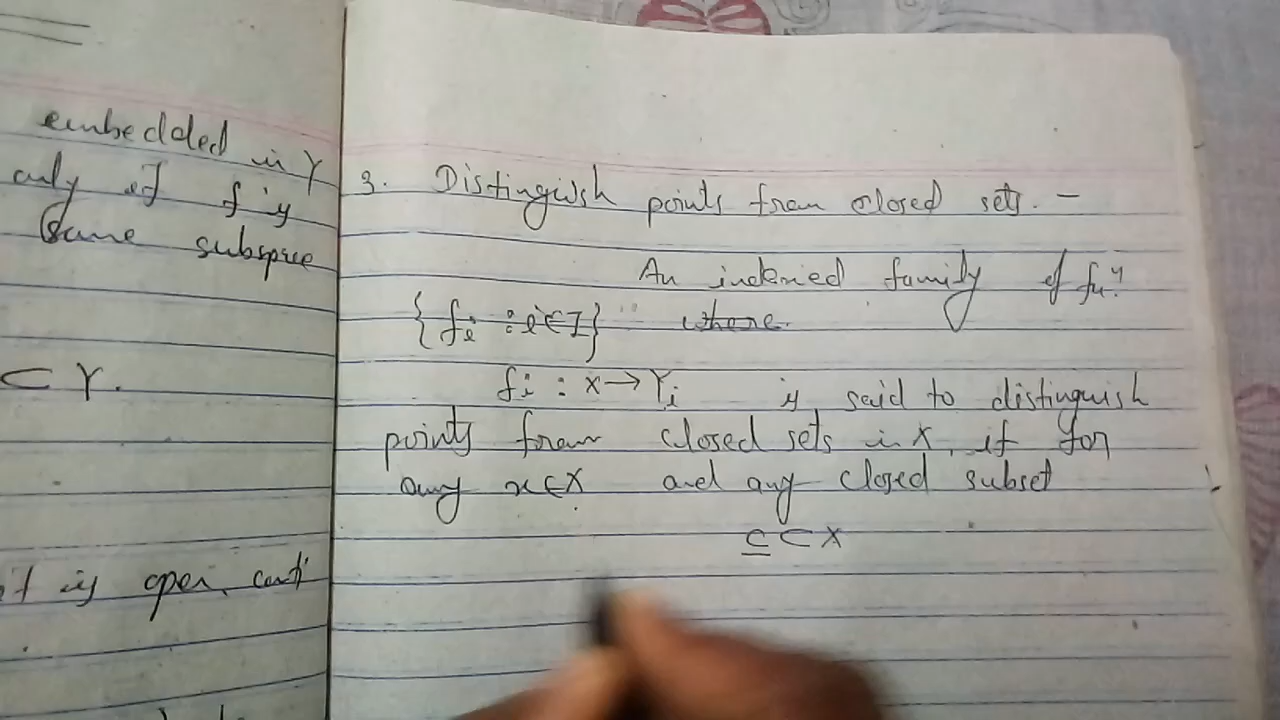 embedded in Y
only if f is
Same subspace
⊂ Y.
it is open, cont
3. Distinguish points from closed sets. -
An indexed family of fuⁿ
{fi : i∈I} where
fi : X→Yi is said to distinguish
points from closed sets in X, if for
any x∈X and any closed subset
C ⊂ X